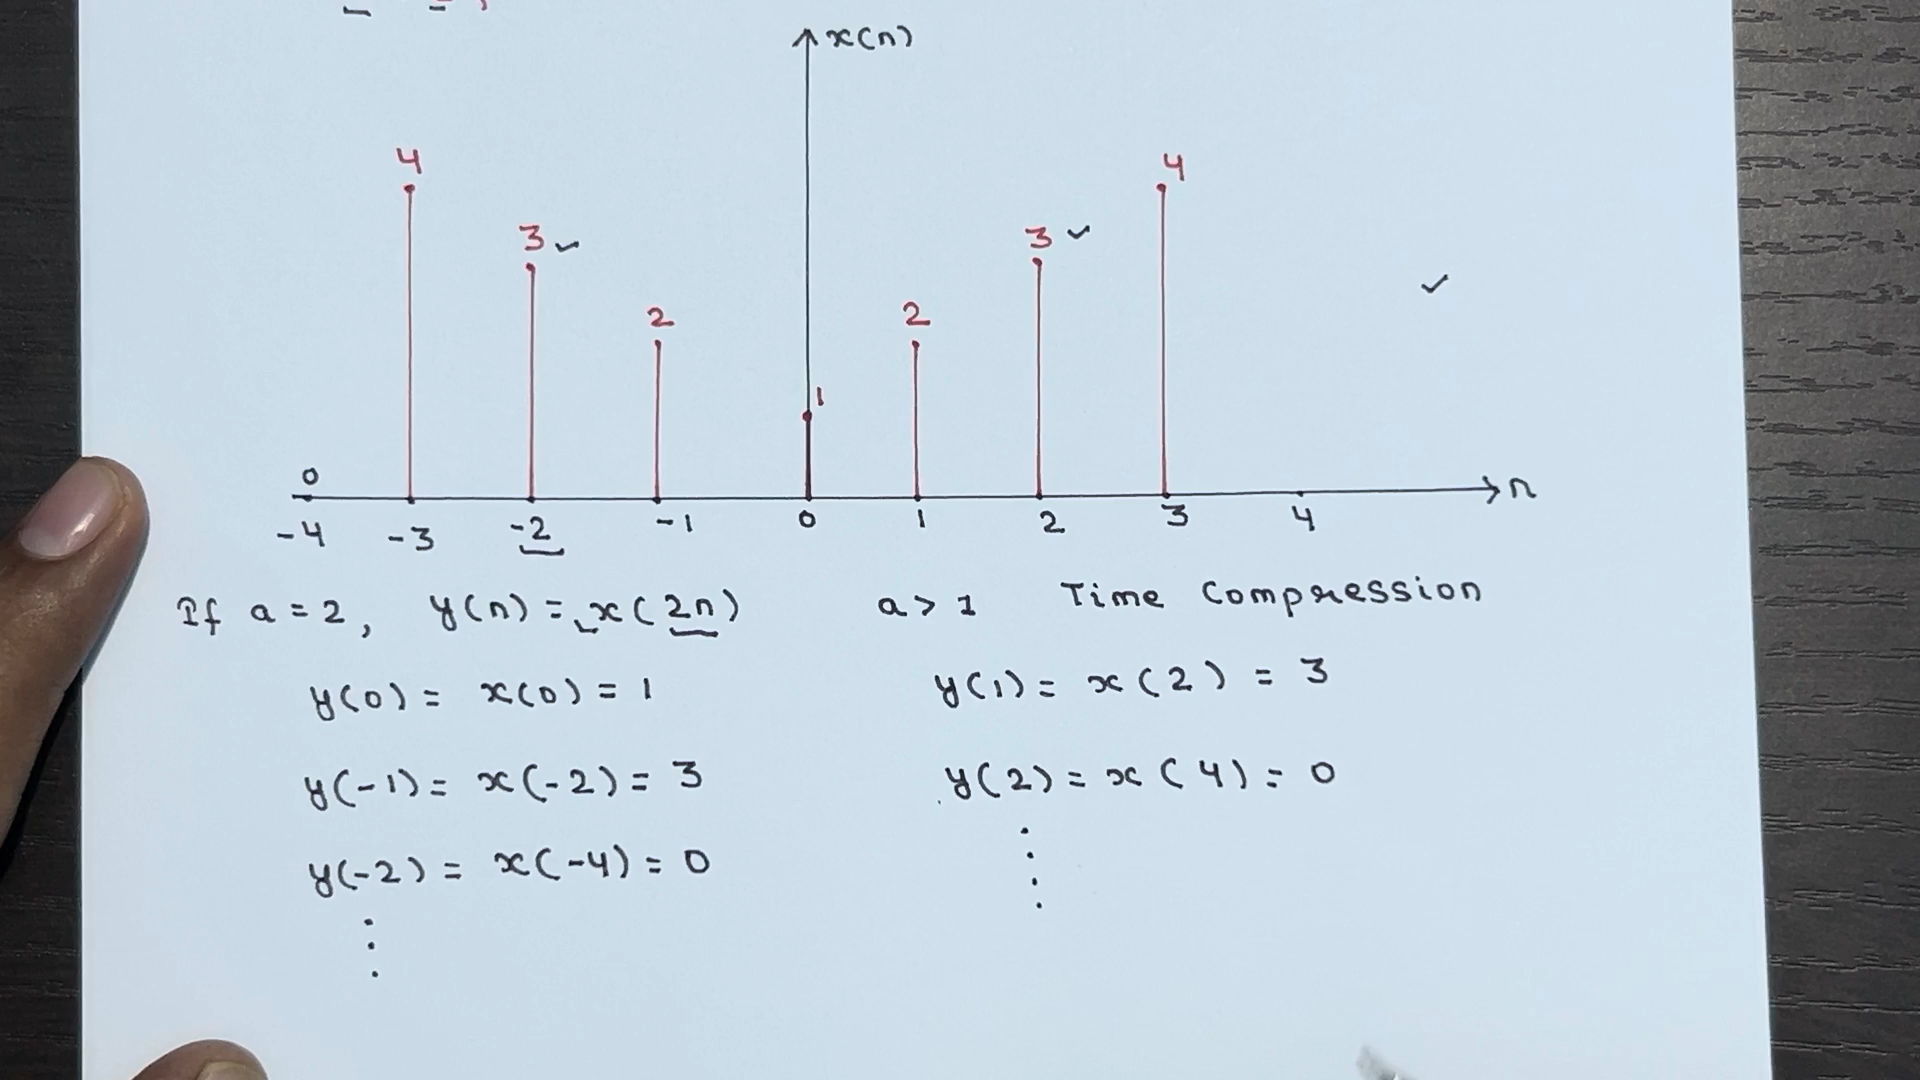 x(n)
4 3 2 1 2 3 4
0
-4 -3 -2 -1 0 1 2 3 4 n
If a = 2, y(n) = x(2n) a > 1 Time Compression
y(0) = x(0) = 1 y(1) = x(2) = 3
y(-1) = x(-2) = 3 y(2) = x(4) = 0
y(-2) = x(-4) = 0